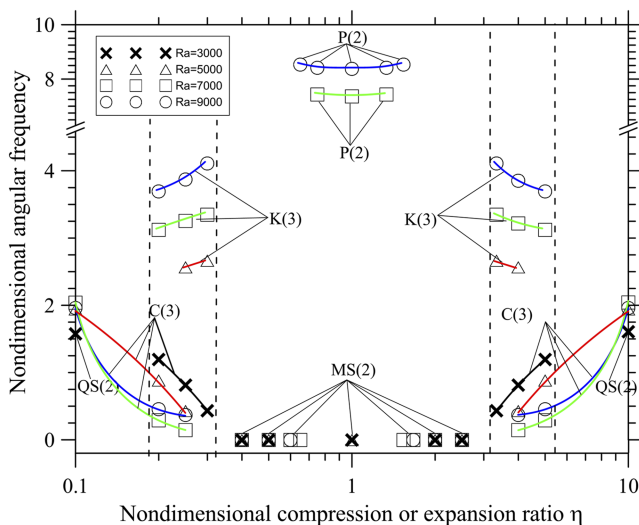 P(2)
Ra=3000
Ra=5000
Ra=7000
Ra=9000
10
8
P(2)
4
K(3)
K(3)
2
C(3)
C(3)
QS(2)
MS(2)
QS(2)
0
0.1
1
10
Nondimensional angular frequency
Nondimensional compression or expansion ratio η